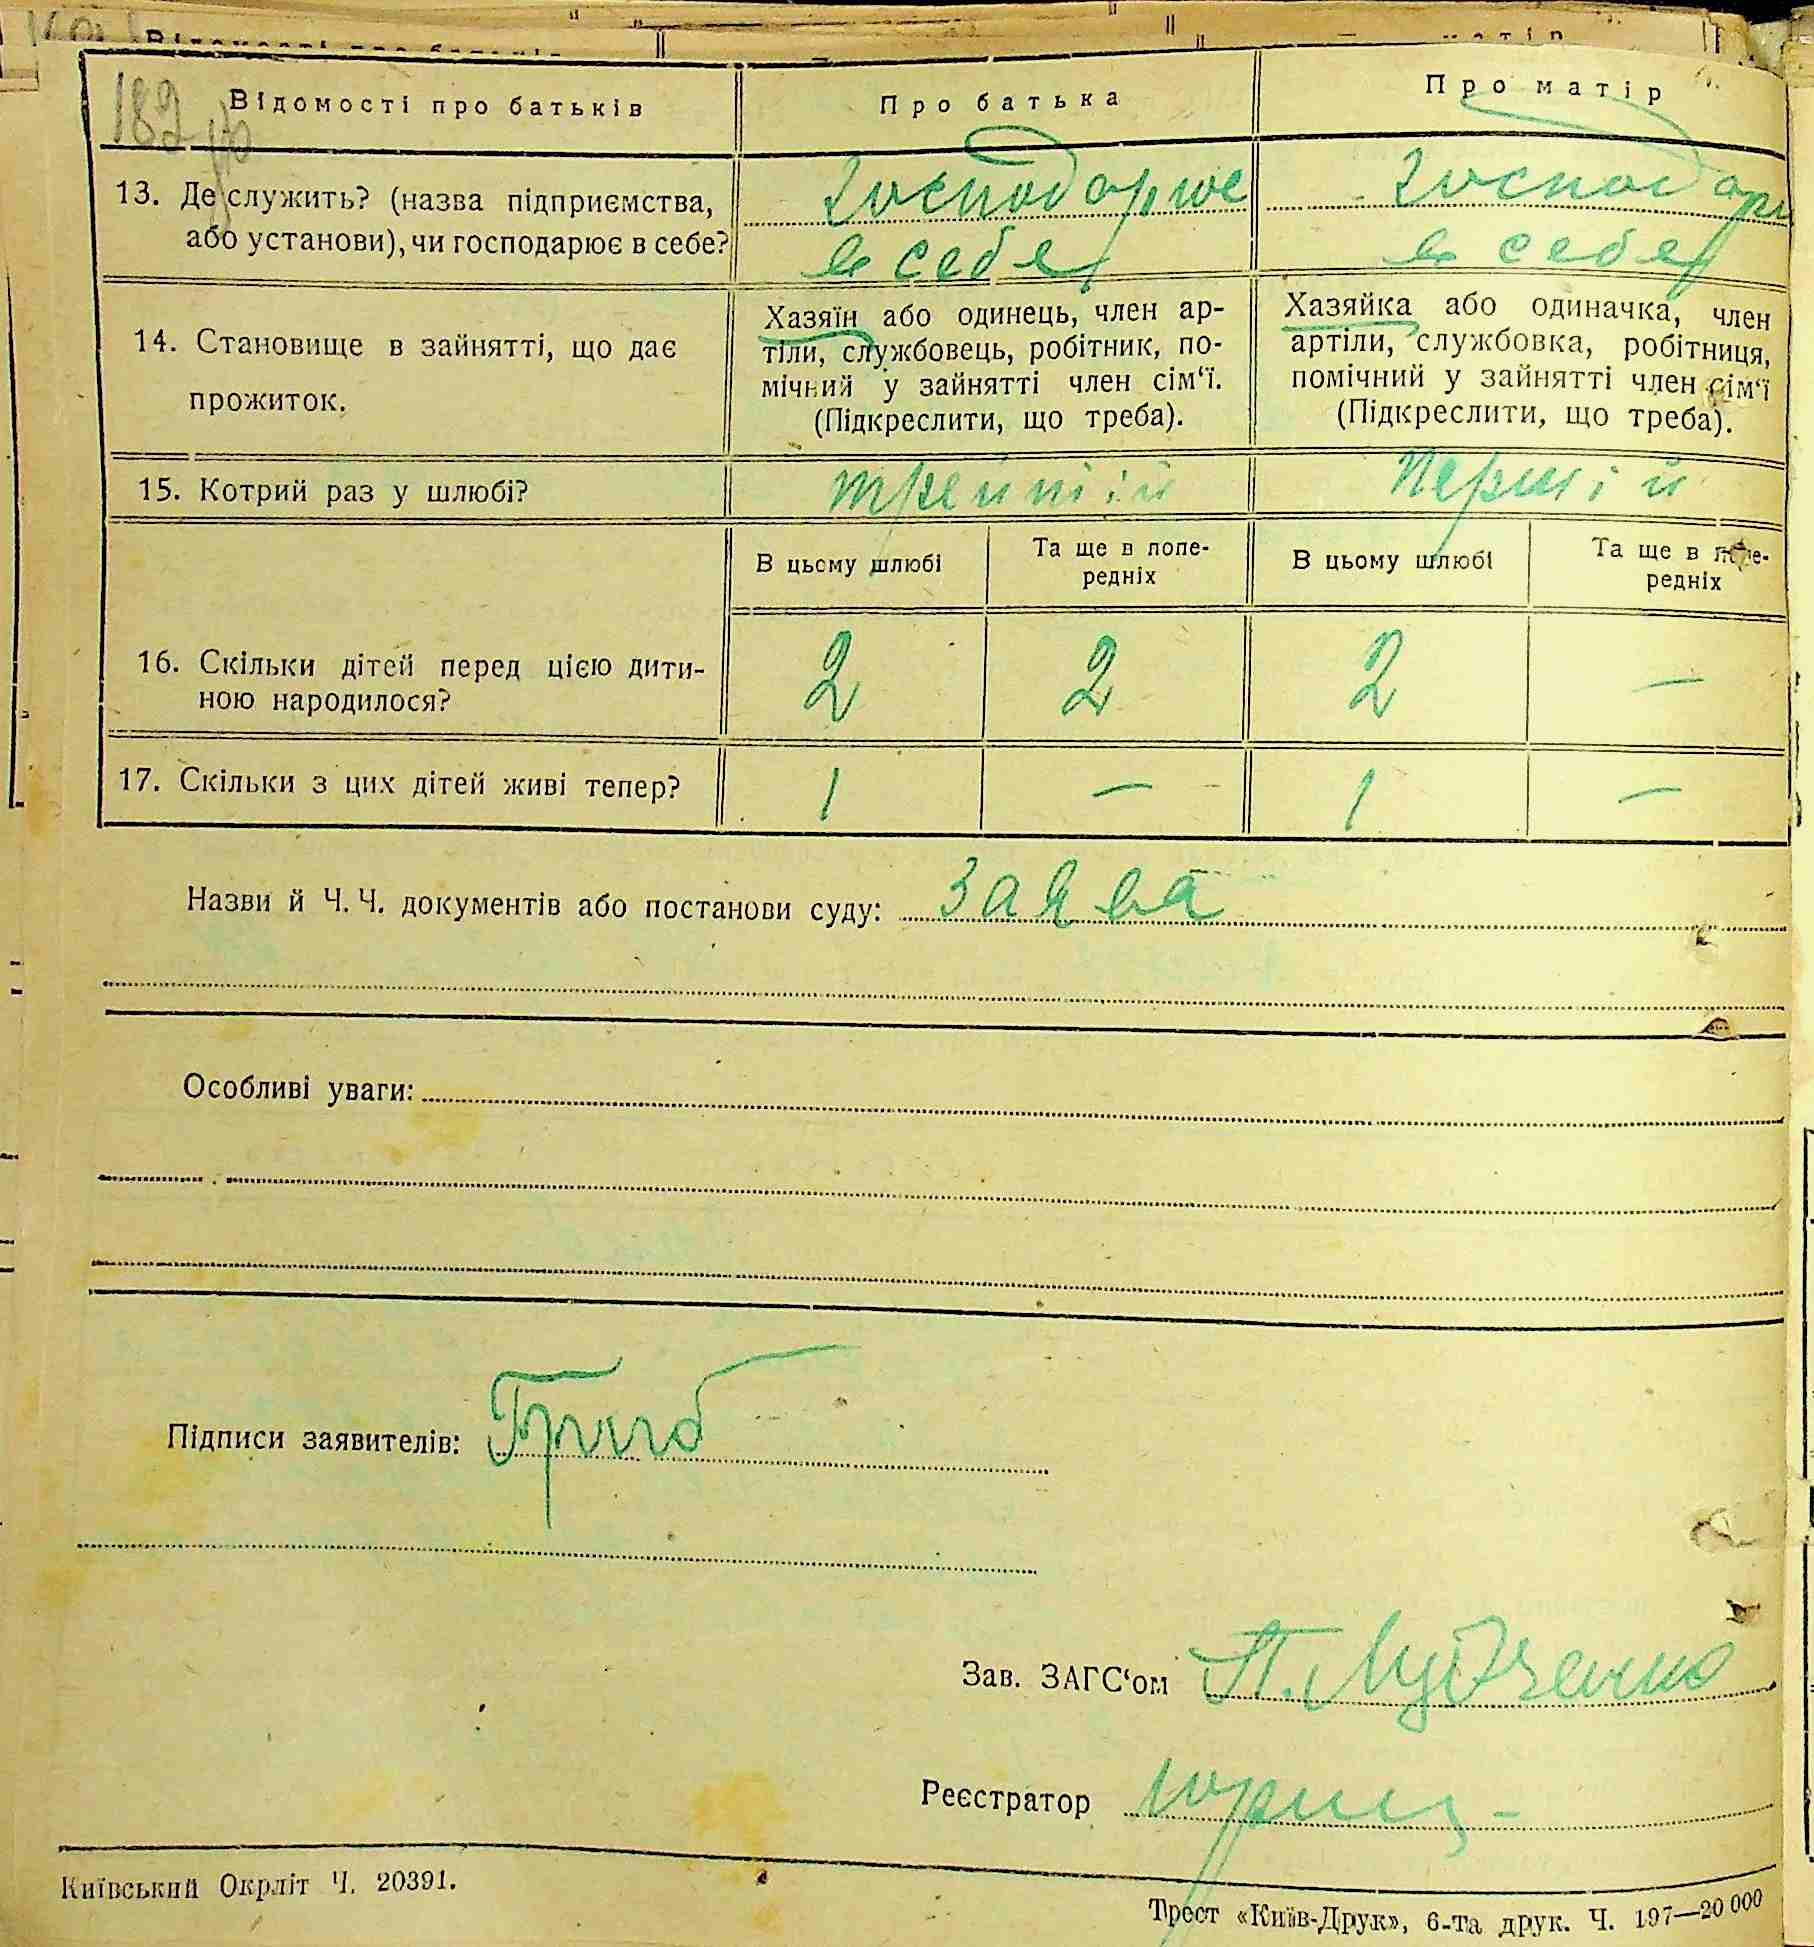 182
Відомості про батьків
Про батька
Про матір
13. Де служить? (назва підприємства, або установи), чи господарює в себе?
господарює
в себе
господарю
в себе
14. Становище в зайнятті, що дає
прожиток.
Хазяїн або одинець, член ар-
тіли, службовець, робітник, по-
мічний у зайнятті член сім‘ї.
(Підкреслити, що треба).
Хазяйка або одиначка, член
артіли, службовка, робітниця,
помічний у зайнятті член сім‘ї
(Підкреслити, що треба).
15. Котрий раз у шлюбі?
трейтій
першій
В цьому шлюбі
Та ще в попе-
редніх
В цьому шлюбі
Та ще в попе-
редніх
16. Скільки дітей перед цією дити-
ною народилося?
2
2
2
—
17. Скільки з цих дітей живі тепер?
1
—
1
—
Назви й Ч. Ч. документів або постанови суду: заява
Особливі уваги:
Підписи заявителів: Гриб
Зав. ЗАГС‘ом П.
Реєстратор
Київський Окрліт Ч. 20391.
Трест «Київ-Друк», 6-та друк. Ч. 197—20 000